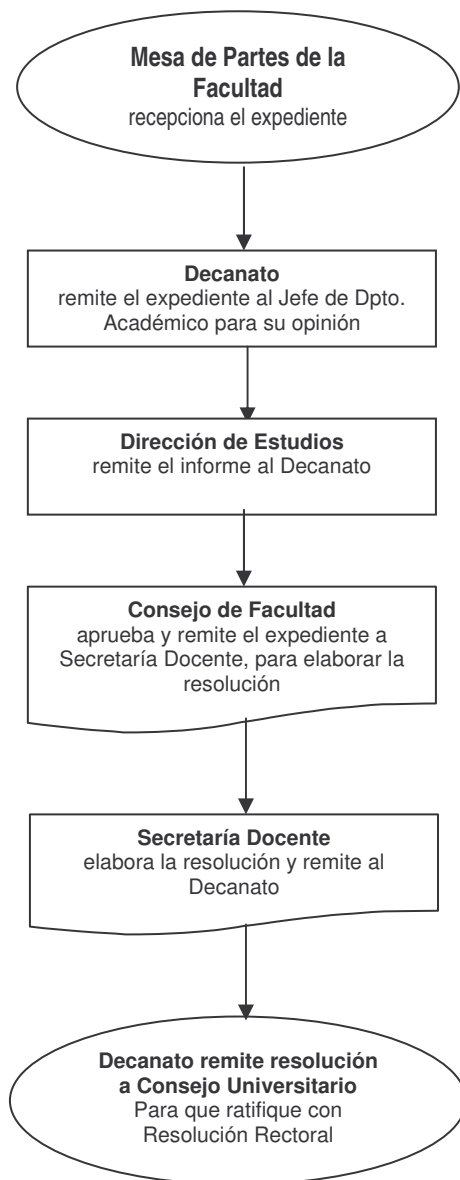 Mesa de Partes de la
Facultad
recepciona el expediente
Decanato
remite el expediente al Jefe de Dpto.
Académico para su opinión
Dirección de Estudios
remite el informe al Decanato
Consejo de Facultad
aprueba y remite el expediente a
Secretaría Docente, para elaborar la
resolución
Secretaría Docente
elabora la resolución y remite al
Decanato
Decanato remite resolución
a Consejo Universitario
Para que ratifique con
Resolución Rectoral